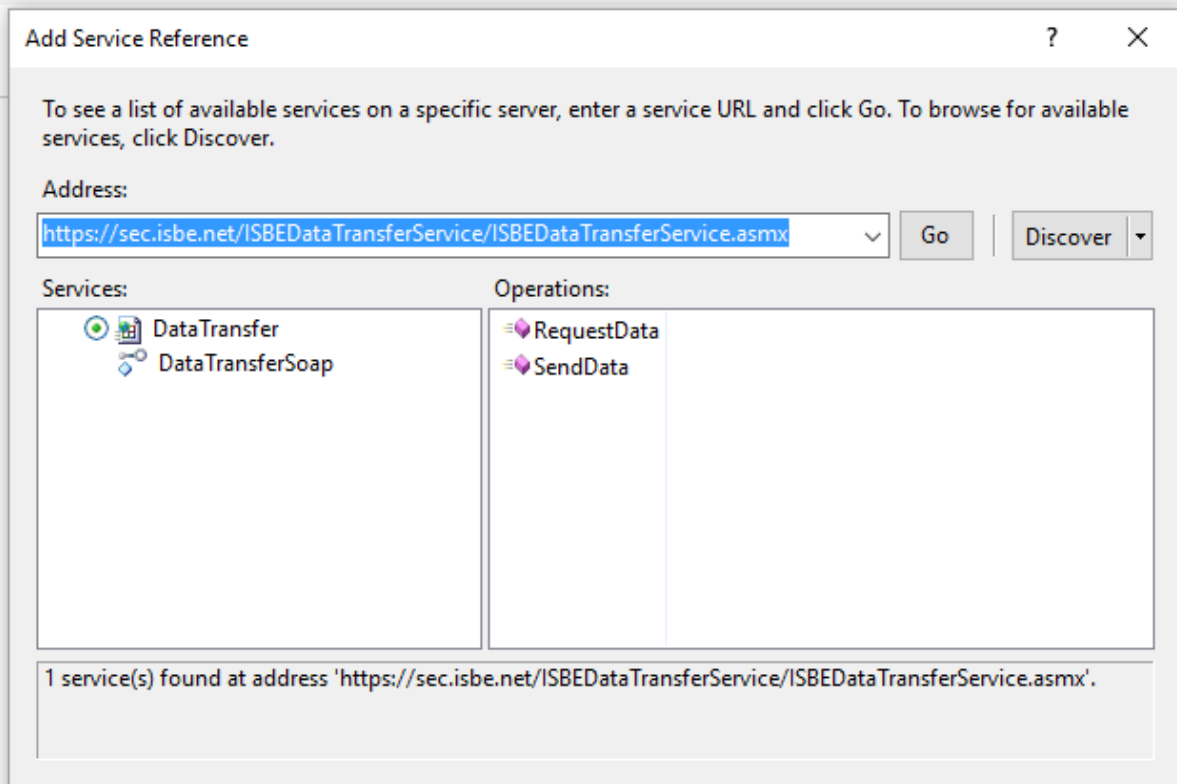 Add Service Reference
?
To see a list of available services on a specific server, enter a service URL and click Go. To browse for available
services, click Discover.
Address:
https://sec.isbe.net/ISBEDataTransferService/ISBEDataTransferService.asmx
Go
Discover
Services:
Operations:
DataTransfer
DataTransferSoap
RequestData
SendData
1 service(s) found at address 'https://sec.isbe.net/ISBEDataTransferService/ISBEDataTransferService.asmx'.